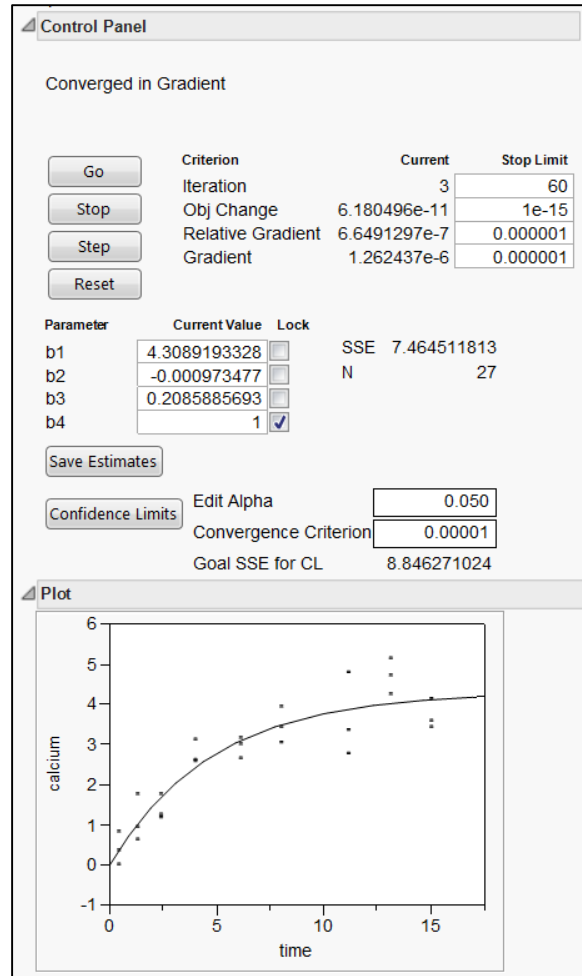 Control Panel
Converged in Gradient
Go
Stop
Step
Reset
Criterion Current Stop Limit
Iteration 3 60
Obj Change 6.180496e-11 1e-15
Relative Gradient 6.6491297e-7 0.000001
Gradient 1.262437e-6 0.000001
Parameter Current Value Lock
b1 4.3089193328
b2 -0.000973477
b3 0.2085885693
b4 1
SSE 7.464511813
N 27
Save Estimates
Confidence Limits
Edit Alpha 0.050
Convergence Criterion 0.00001
Goal SSE for CL 8.846271024
Plot
6
5
4
3
2
1
0
-1
calcium
0 5 10 15
time